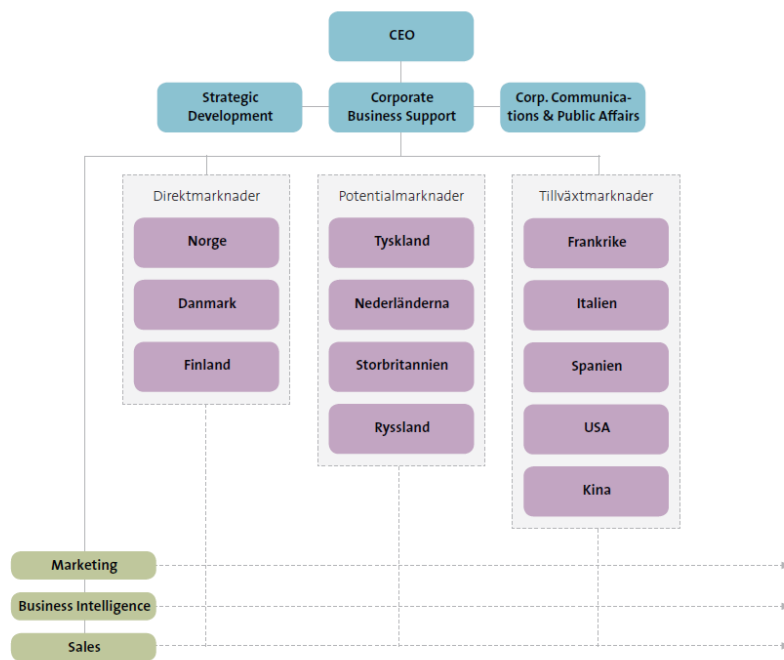 CEO
Strategic
Development
Corporate
Business Support
Corp. Communica-
tions & Public Affairs
Direktmarknader
Norge
Danmark
Finland
Potentialmarknader
Tyskland
Nederländerna
Storbritannien
Ryssland
Tillväxtmarknader
Frankrike
Italien
Spanien
USA
Kina
Marketing
Business Intelligence
Sales